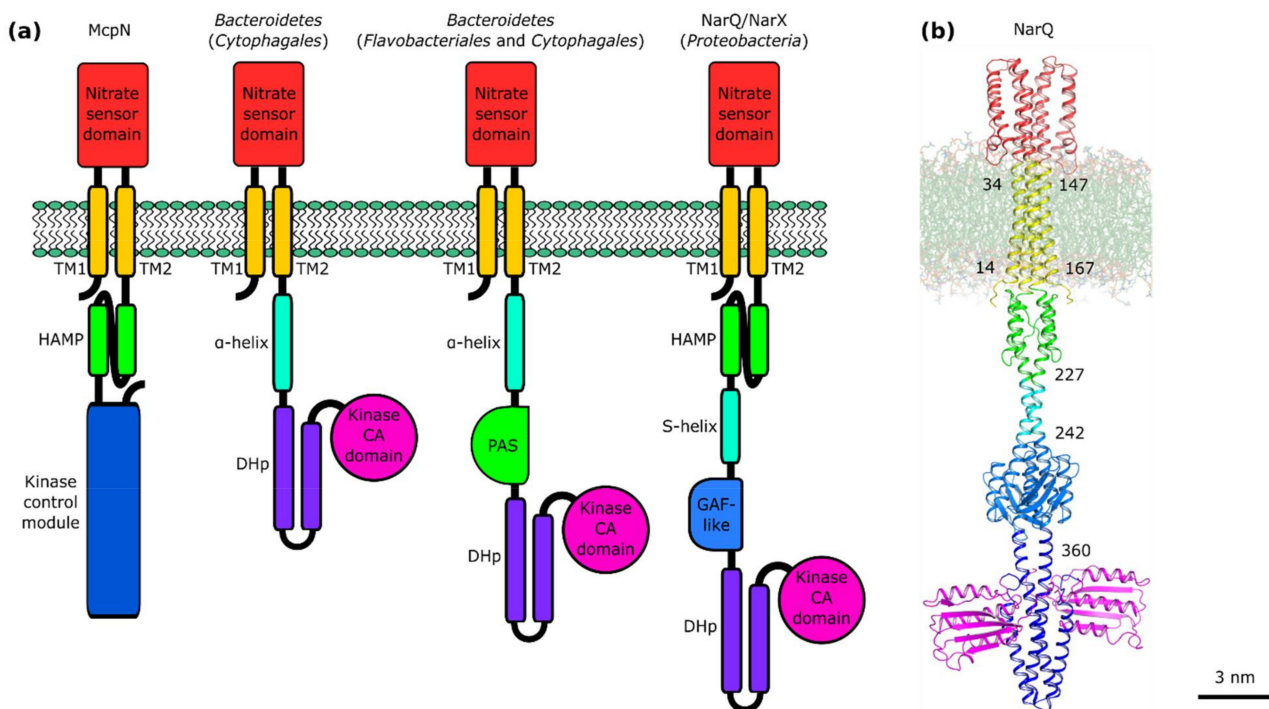 (a)
McpN
Bacteroidetes
(Cytophagales)
Bacteroidetes
(Flavobacteriales and Cytophagales)
NarQ/NarX
(Proteobacteria)
Nitrate
sensor
domain
Nitrate
sensor
domain
Nitrate
sensor
domain
Nitrate
sensor
domain
TM1
TM2
TM1
TM2
TM1
TM2
TM1
TM2
HAMP
Kinase
control
module
α-helix
DHp
Kinase
CA
domain
α-helix
PAS
DHp
Kinase
CA
domain
HAMP
S-helix
GAF-
like
DHp
Kinase
CA
domain
(b)
NarQ
34
147
14
167
227
242
360
3 nm